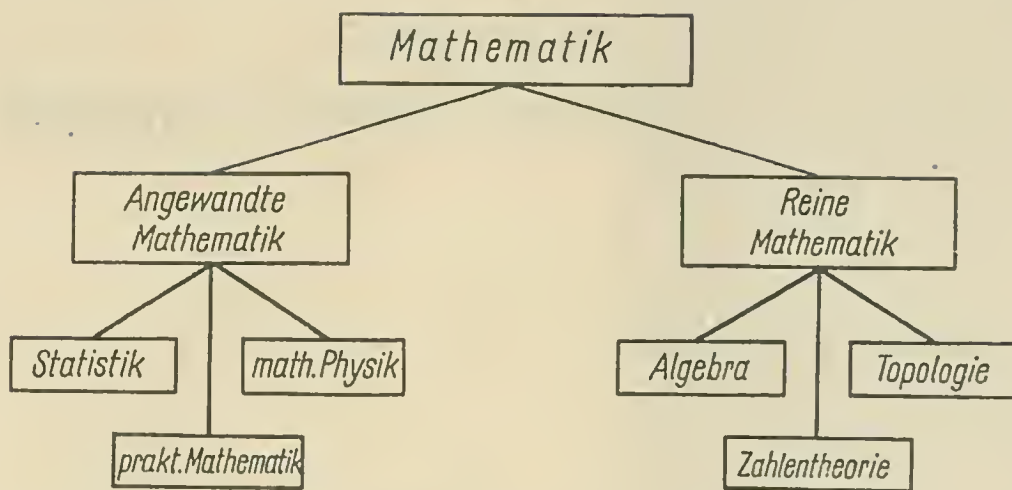 Mathematik
Angewandte
Mathematik
Reine
Mathematik
Statistik
math. Physik
Algebra
Topologie
prakt. Mathematik
Zahlentheorie